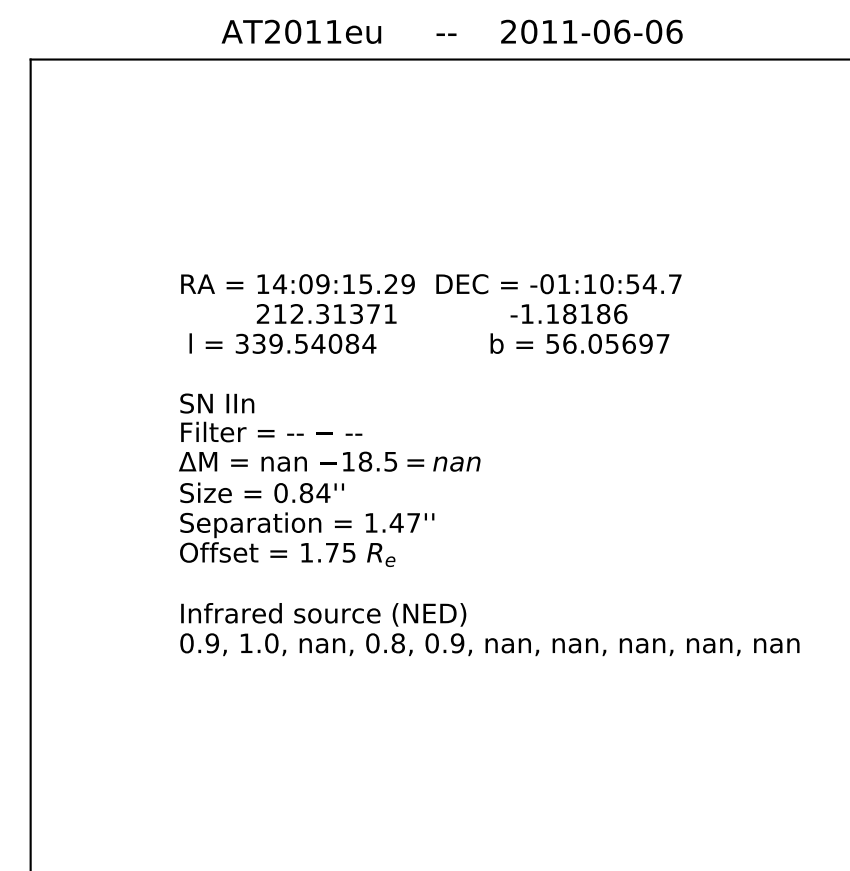 AT2011eu -- 2011-06-06
RA = 14:09:15.29 DEC = -01:10:54.7
212.31371 -1.18186
l = 339.54084 b = 56.05697
SN IIn
Filter = -- − --
ΔM = nan −18.5 = nan
Size = 0.84''
Separation = 1.47''
Offset = 1.75 Rₑ
Infrared source (NED)
0.9, 1.0, nan, 0.8, 0.9, nan, nan, nan, nan, nan